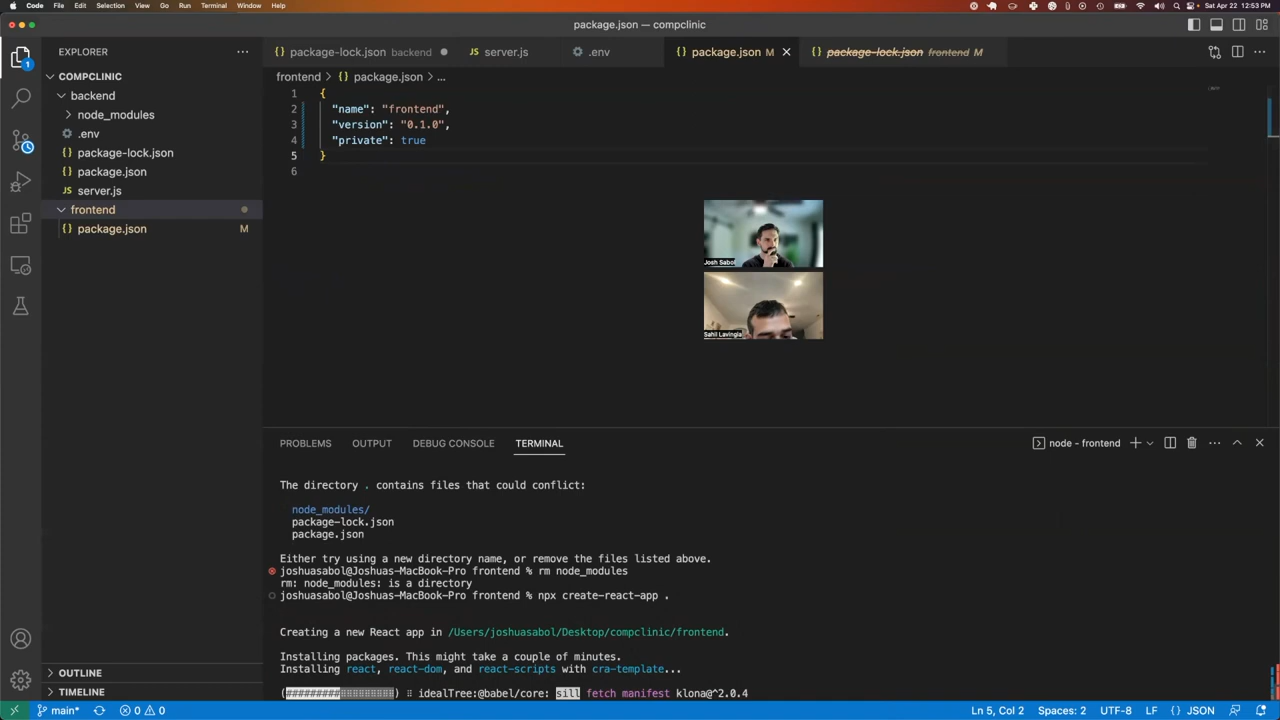 Code File Edit Selection View Go Run Terminal Window Help
Sat Apr 22 12:53 PM
package.json — compclinic
EXPLORER
COMPCLINIC
backend
node_modules
.env
package-lock.json
package.json
JS server.js
frontend
package.json M
OUTLINE
TIMELINE
package-lock.json backend
JS server.js
.env
package.json M
package-lock.json frontend M
frontend > package.json > ...
1 {
2 "name": "frontend",
3 "version": "0.1.0",
4 "private": true
5 }
6
Josh Sabol
Sahil Lavingia
PROBLEMS OUTPUT DEBUG CONSOLE TERMINAL
node - frontend
The directory . contains files that could conflict:
node_modules/
package-lock.json
package.json
Either try using a new directory name, or remove the files listed above.
joshuasabol@Joshuas-MacBook-Pro frontend % rm node_modules
rm: node_modules: is a directory
joshuasabol@Joshuas-MacBook-Pro frontend % npx create-react-app .
Creating a new React app in /Users/joshuasabol/Desktop/compclinic/frontend.
Installing packages. This might take a couple of minutes.
Installing react, react-dom, and react-scripts with cra-template...
(#########⠂⠂⠂⠂⠂⠂⠂⠂⠂) ⠸ idealTree:@babel/core: sill fetch manifest klona@^2.0.4
main* 0 0
Ln 5, Col 2 Spaces: 2 UTF-8 LF {} JSON